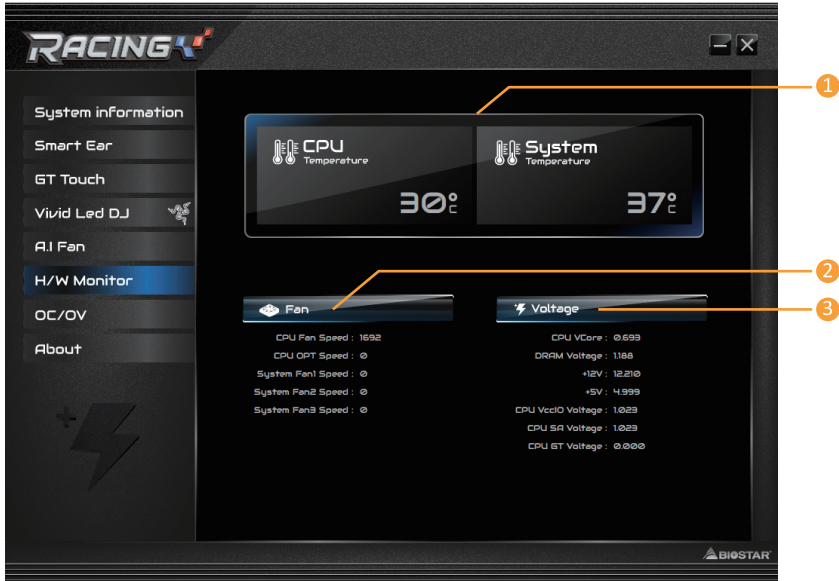 RACING
System information
Smart Ear
GT Touch
Vivid Led DJ
A.I Fan
H/W Monitor
OC/OV
About
CPU
Temperature
30°C
System
Temperature
37°C
1
Fan
2
CPU Fan Speed : 1692
CPU OPT Speed : 0
System Fan1 Speed : 0
System Fan2 Speed : 0
System Fan3 Speed : 0
Voltage
3
CPU VCore : 0.693
DRAM Voltage : 1.188
+12V : 12.210
+5V : 4.999
CPU VccIO Voltage : 1.023
CPU SA Voltage : 1.023
CPU GT Voltage : 0.000
BIOSTAR